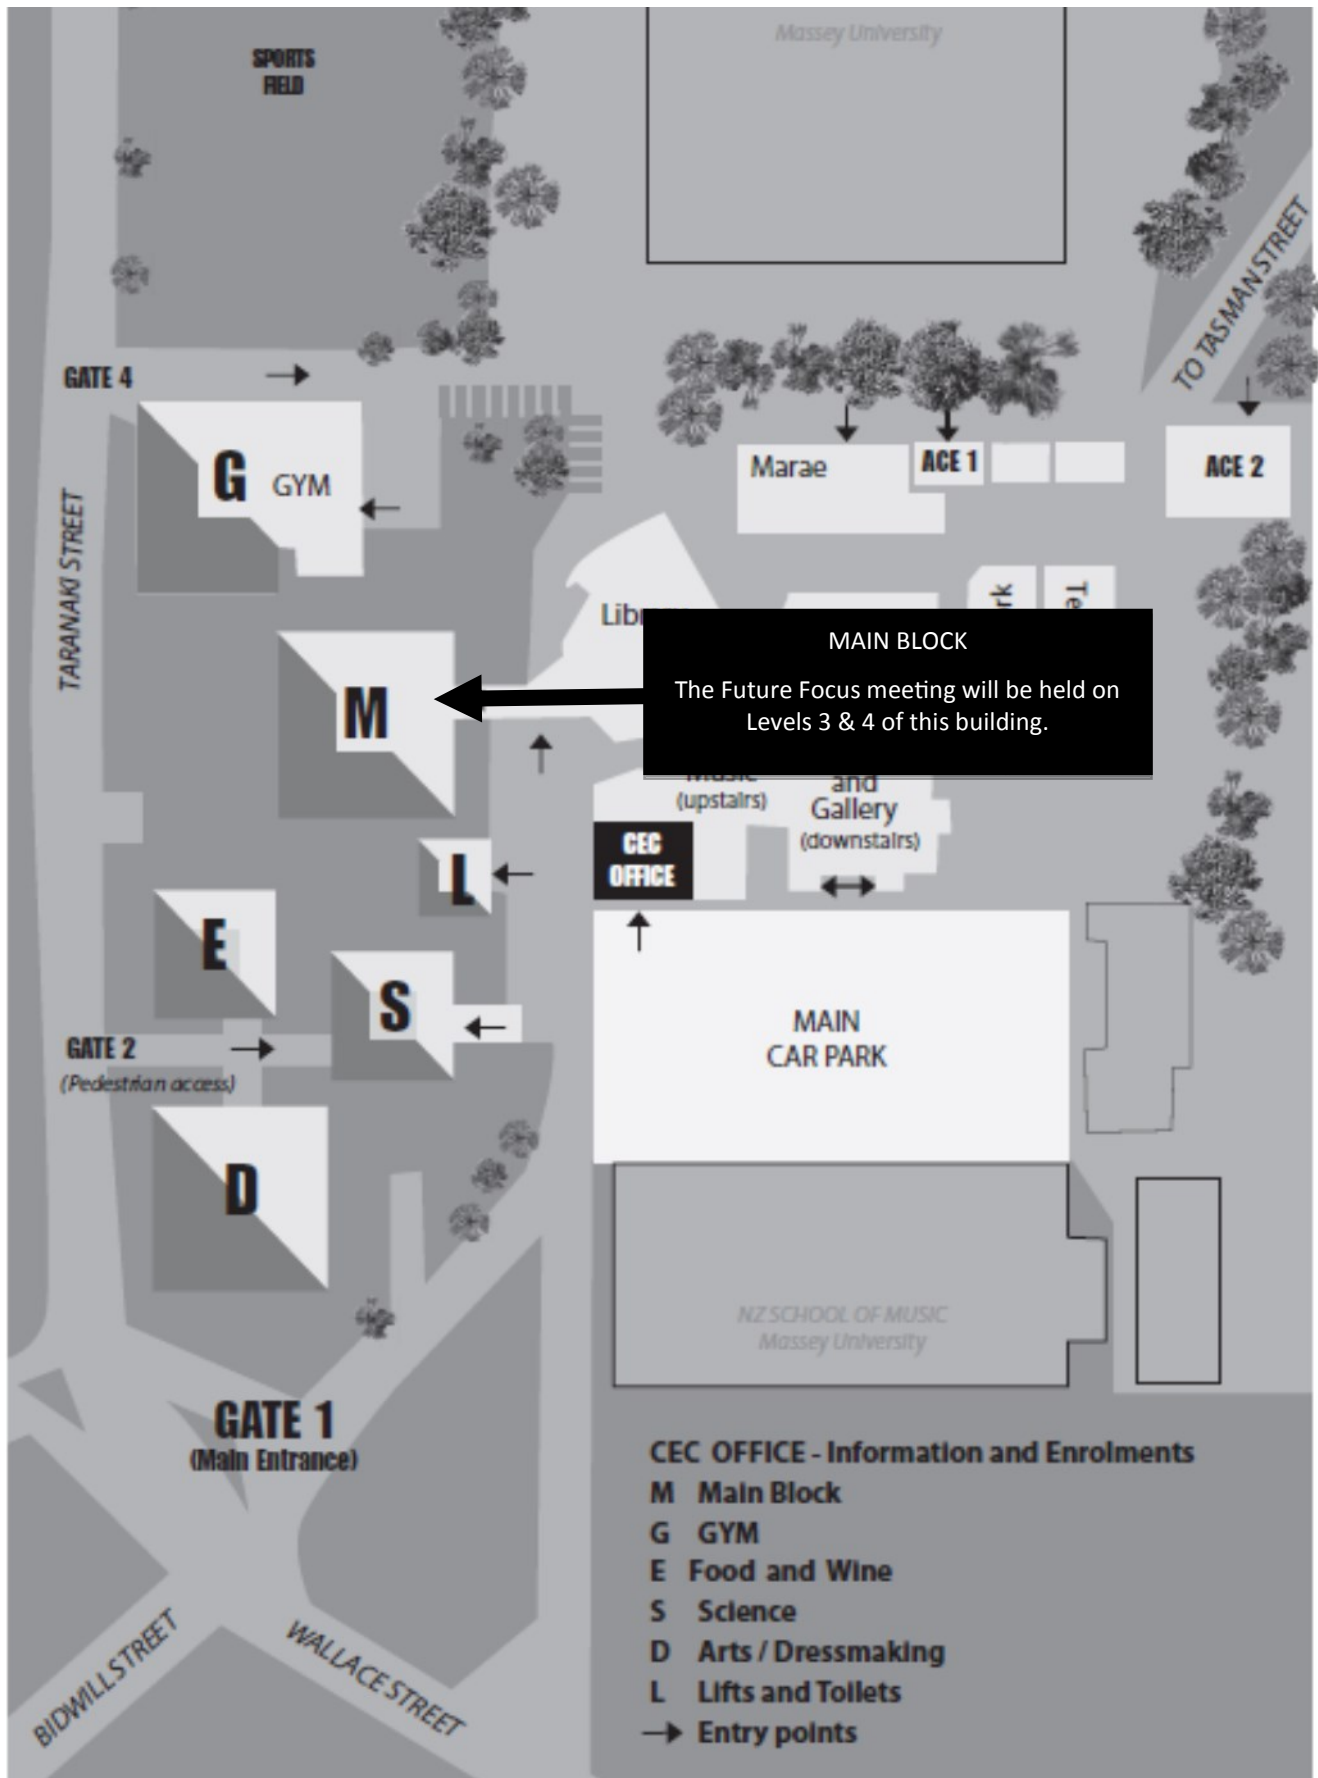 Massey University
SPORTS
FIELD
TO TASMAN STREET
GATE 4
G GYM
Marae
ACE 1
ACE 2
TARANAKI STREET
MAIN BLOCK
The Future Focus meeting will be held on
Levels 3 & 4 of this building.
M
(upstairs)
and
Gallery
(downstairs)
CEC
OFFICE
L
E
S
GATE 2
(Pedestrian access)
MAIN
CAR PARK
D
NZ SCHOOL OF MUSIC
Massey University
GATE 1
(Main Entrance)
BIDWILL STREET
WALLACE STREET
CEC OFFICE - Information and Enrolments
M Main Block
G GYM
E Food and Wine
S Science
D Arts / Dressmaking
L Lifts and Toilets
Entry points